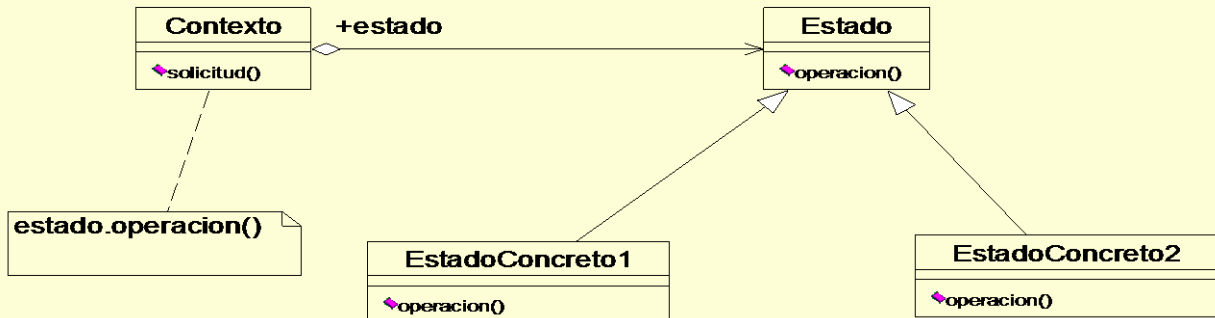 Contexto
+estado
Estado
solicitud()
operacion()
estado.operacion()
EstadoConcreto1
EstadoConcreto2
operacion()
operacion()